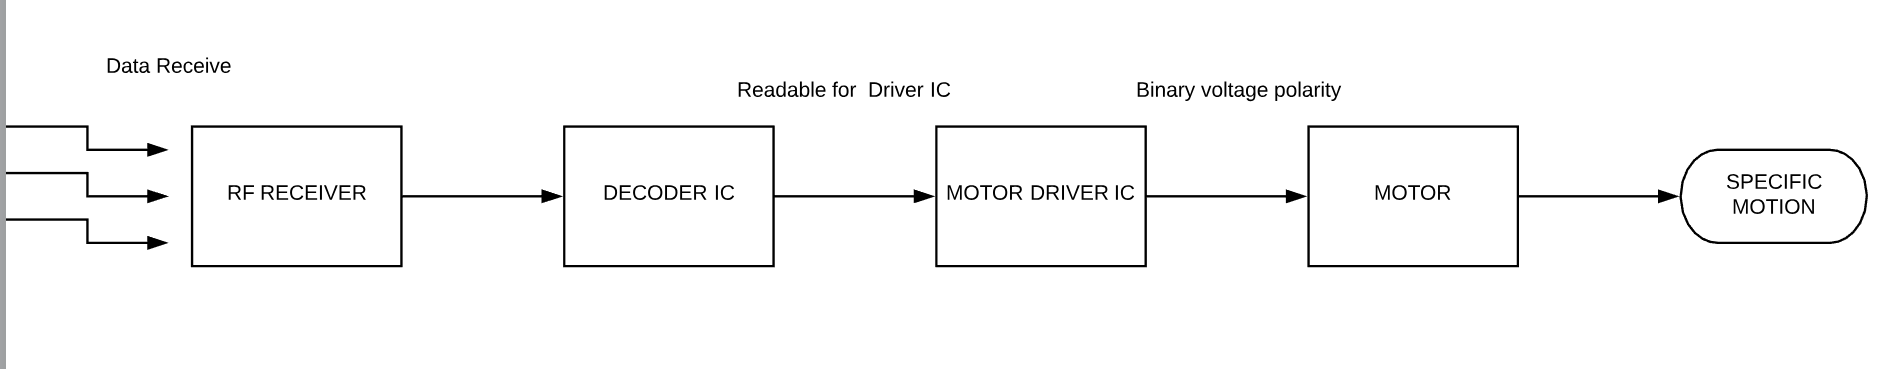 Data Receive
Readable for  Driver IC
Binary voltage polarity
RF RECEIVER
DECODER IC
MOTOR DRIVER IC
MOTOR
SPECIFIC
MOTION